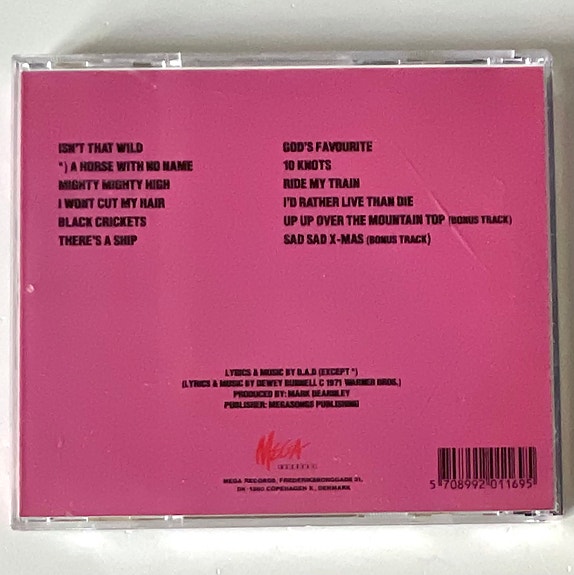 ISN'T THAT WILD
*) A HORSE WITH NO NAME
MIGHTY MIGHTY HIGH
I WON'T CUT MY HAIR
BLACK CRICKETS
THERE'S A SHIP
GOD'S FAVOURITE
10 KNOTS
RIDE MY TRAIN
I'D RATHER LIVE THAN DIE
UP UP OVER THE MOUNTAIN TOP (BONUS TRACK)
SAD SAD X-MAS (BONUS TRACK)
LYRICS & MUSIC BY D.A.D (EXCEPT *)
(LYRICS & MUSIC BY DEWEY BUNNELL C 1971 WARNER BROS.)
PRODUCED BY: MARK DEARNLEY
PUBLISHER: MEGASONGS PUBLISHING
MEGA
RECORDS
MEGA RECORDS, FREDERIKSBORGGADE 31,
DK-1360 COPENHAGEN K., DENMARK
5 708992 011695